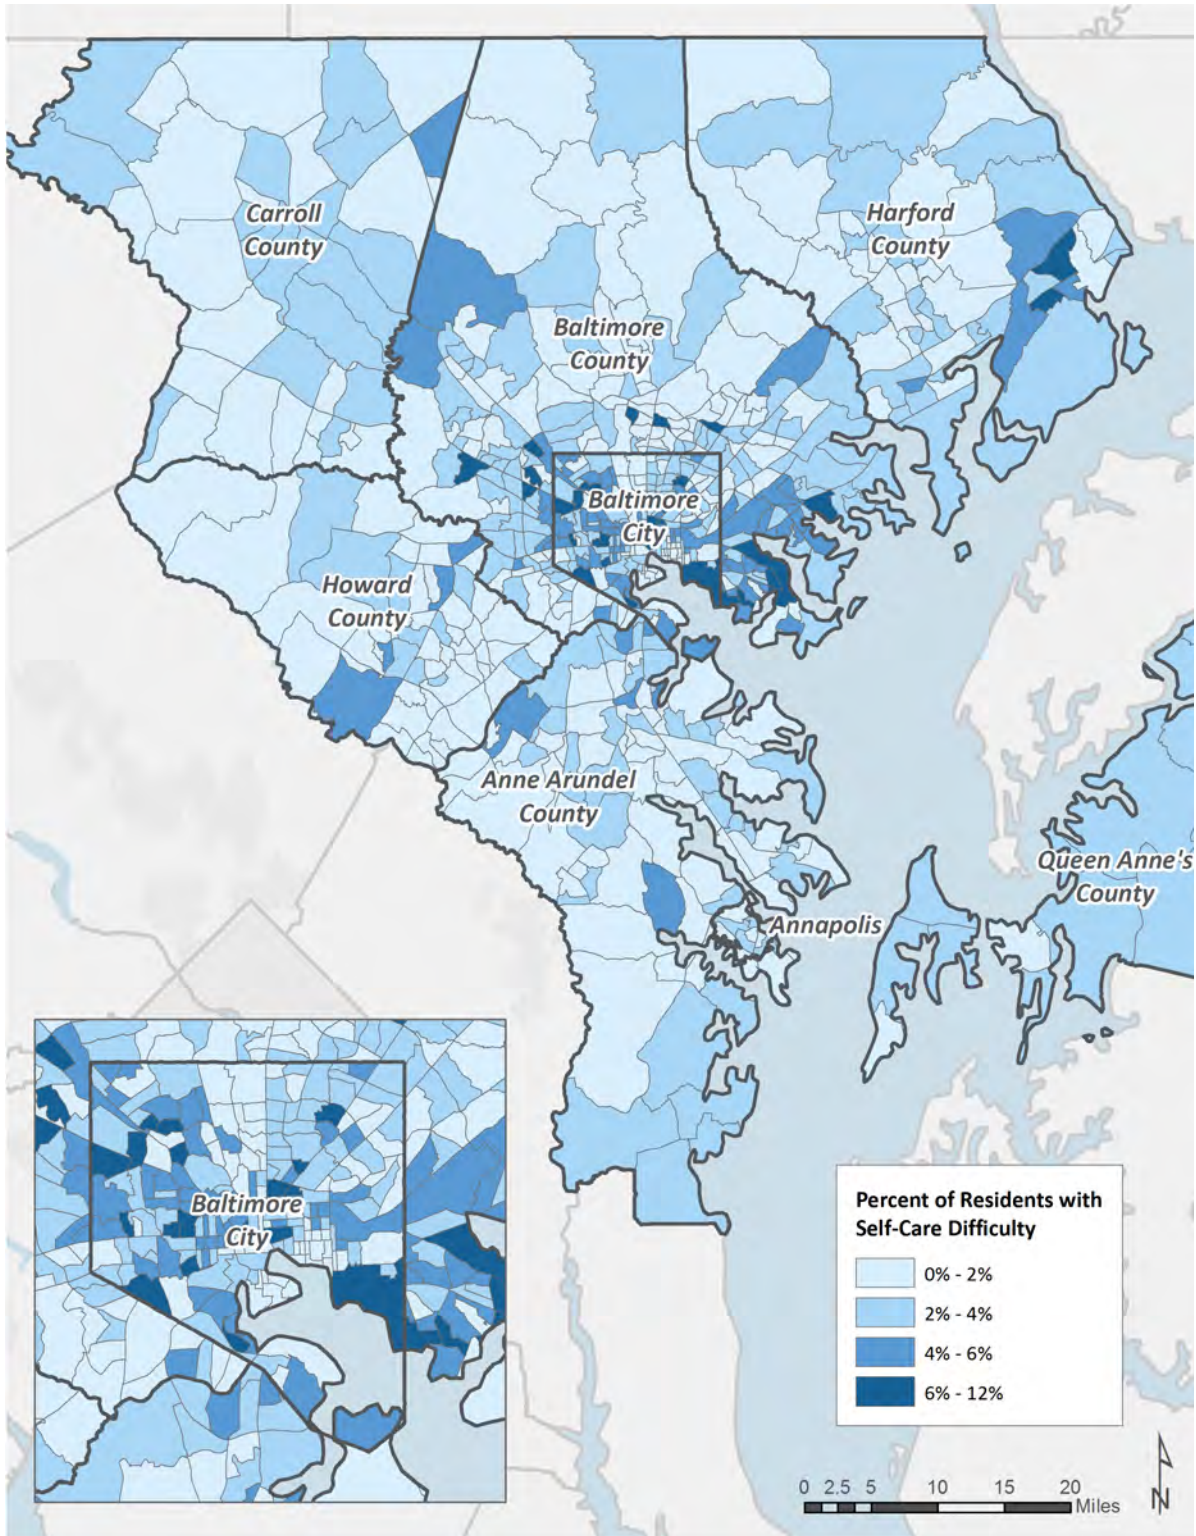 Carroll
County
Harford
County
Baltimore
County
Baltimore
City
Howard
County
Anne Arundel
County
Queen Anne's
County
Annapolis
Baltimore
City
Percent of Residents with
Self-Care Difficulty
0% - 2%
2% - 4%
4% - 6%
6% - 12%
0 2.5 5 10 15 20
Miles
N